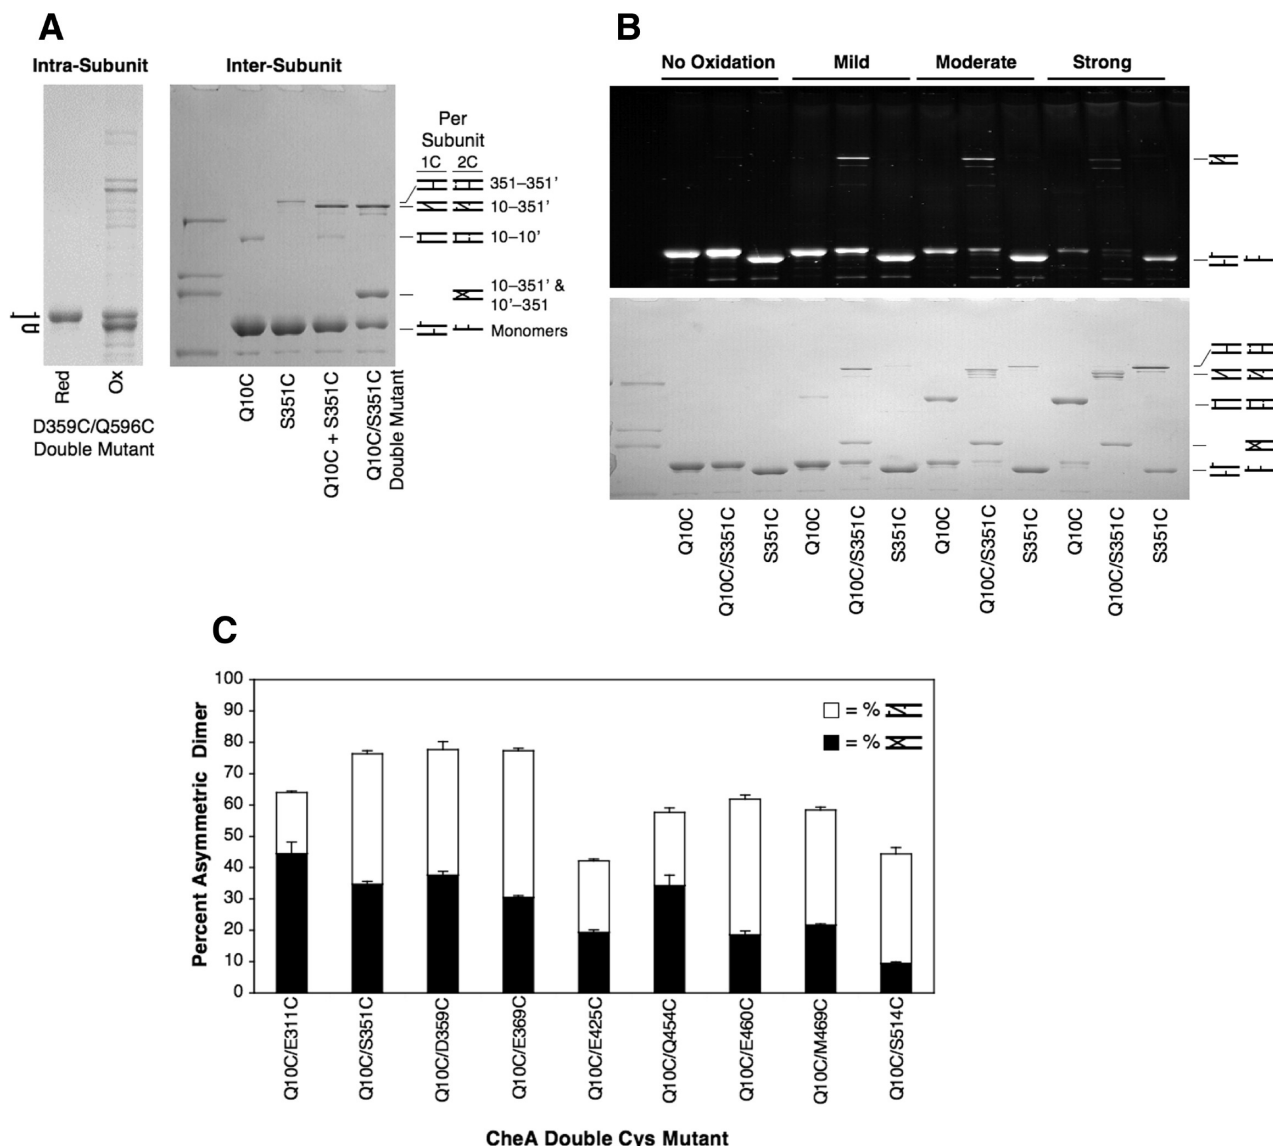 A
B
Intra-Subunit
Inter-Subunit
Per
Subunit
1C 2C
351–351'
10–351'
10–10'
10–351' &
10'–351
Monomers
Red
Ox
D359C/Q596C
Double Mutant
Q10C
S351C
Q10C + S351C
Q10C/S351C
Double Mutant
No Oxidation
Mild
Moderate
Strong
Q10C
Q10C/S351C
S351C
Q10C
Q10C/S351C
S351C
Q10C
Q10C/S351C
S351C
Q10C
Q10C/S351C
S351C
C
Percent Asymmetric Dimer
100
90
80
70
60
50
40
30
20
10
0
= %
= %
Q10C/E311C
Q10C/S351C
Q10C/D359C
Q10C/E369C
Q10C/E425C
Q10C/Q454C
Q10C/E460C
Q10C/M469C
Q10C/S514C
CheA Double Cys Mutant